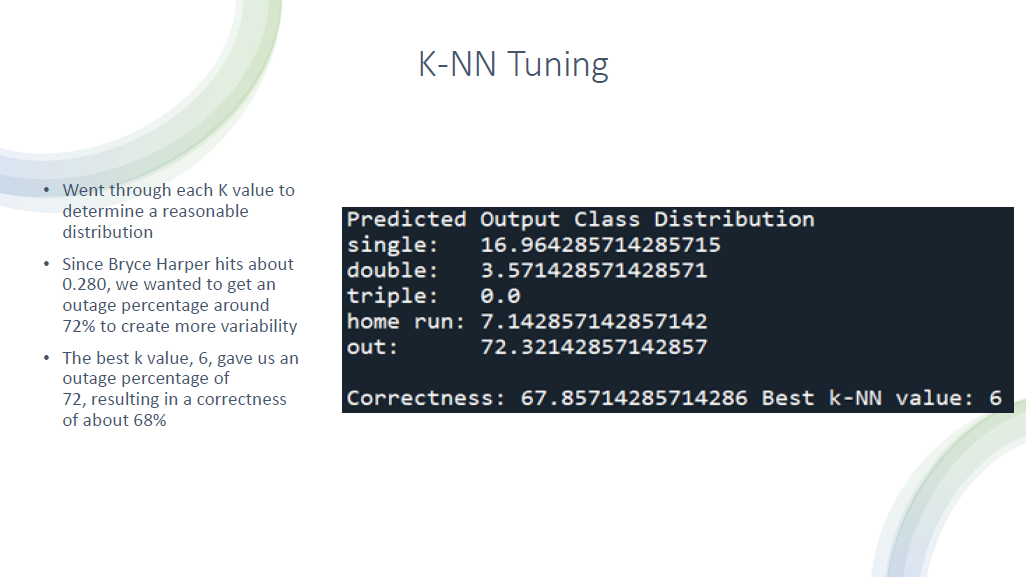 K-NN Tuning
• Went through each K value to
determine a reasonable
distribution
• Since Bryce Harper hits about
0.280, we wanted to get an
outage percentage around
72% to create more variability
• The best k value, 6, gave us an
outage percentage of
72, resulting in a correctness
of about 68%
Predicted Output Class Distribution
single: 16.964285714285715
double: 3.571428571428571
triple: 0.0
home run: 7.142857142857142
out: 72.32142857142857
Correctness: 67.85714285714286 Best k-NN value: 6